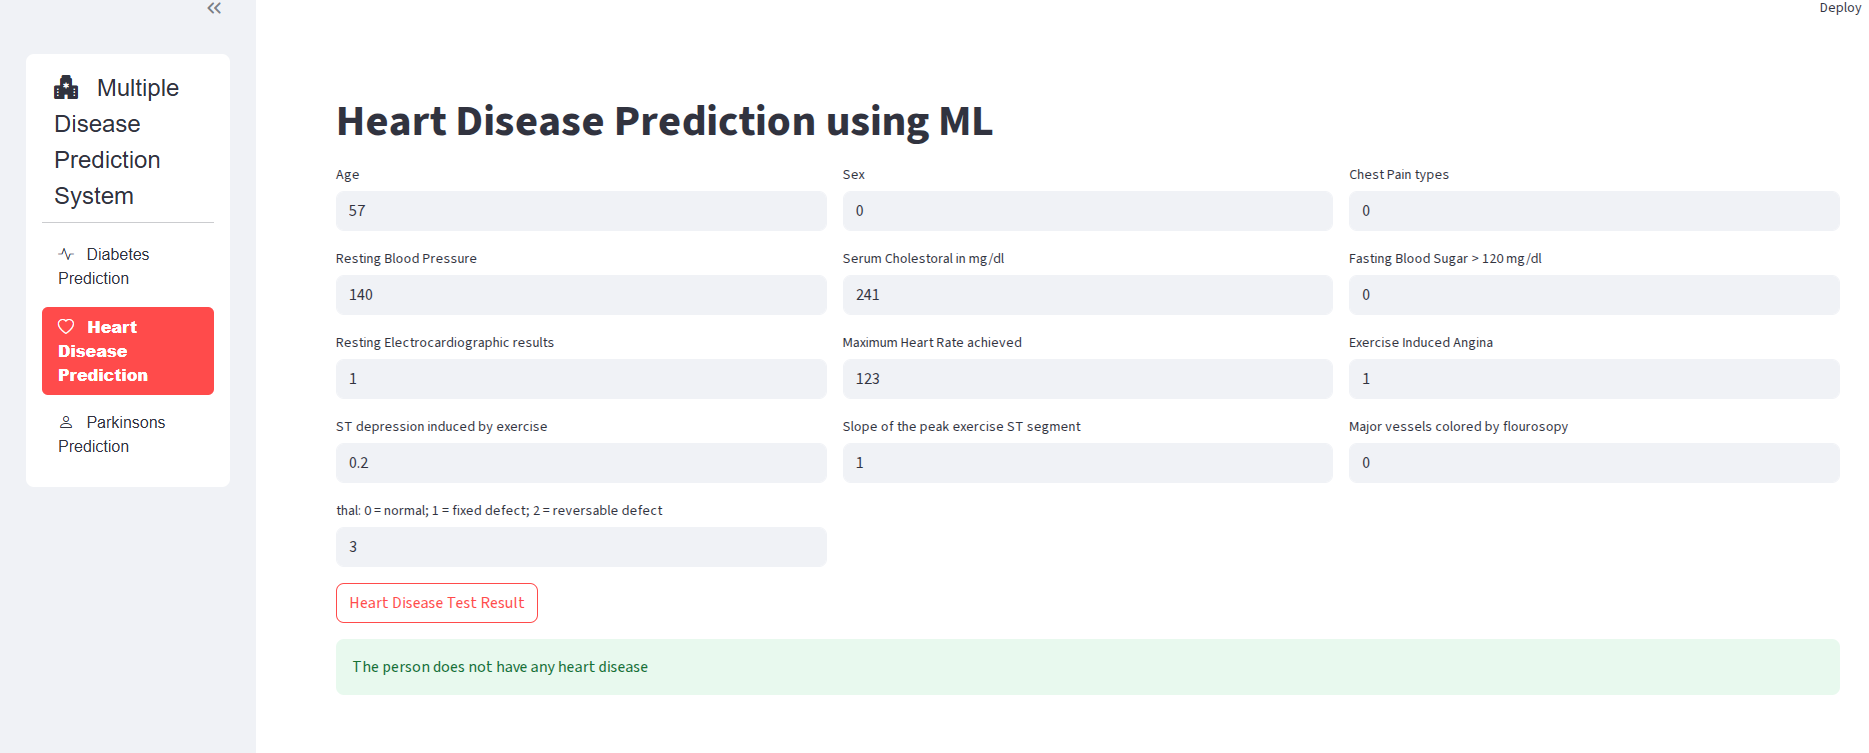 Deploy
Multiple
Disease
Prediction
System
Diabetes
Prediction
Heart
Disease
Prediction
Parkinsons
Prediction
Heart Disease Prediction using ML
Age Sex Chest Pain types
57 0 0
Resting Blood Pressure Serum Cholestoral in mg/dl Fasting Blood Sugar > 120 mg/dl
140 241 0
Resting Electrocardiographic results Maximum Heart Rate achieved Exercise Induced Angina
1 123 1
ST depression induced by exercise Slope of the peak exercise ST segment Major vessels colored by flourosopy
0.2 1 0
thal: 0 = normal; 1 = fixed defect; 2 = reversable defect
3
Heart Disease Test Result
The person does not have any heart disease